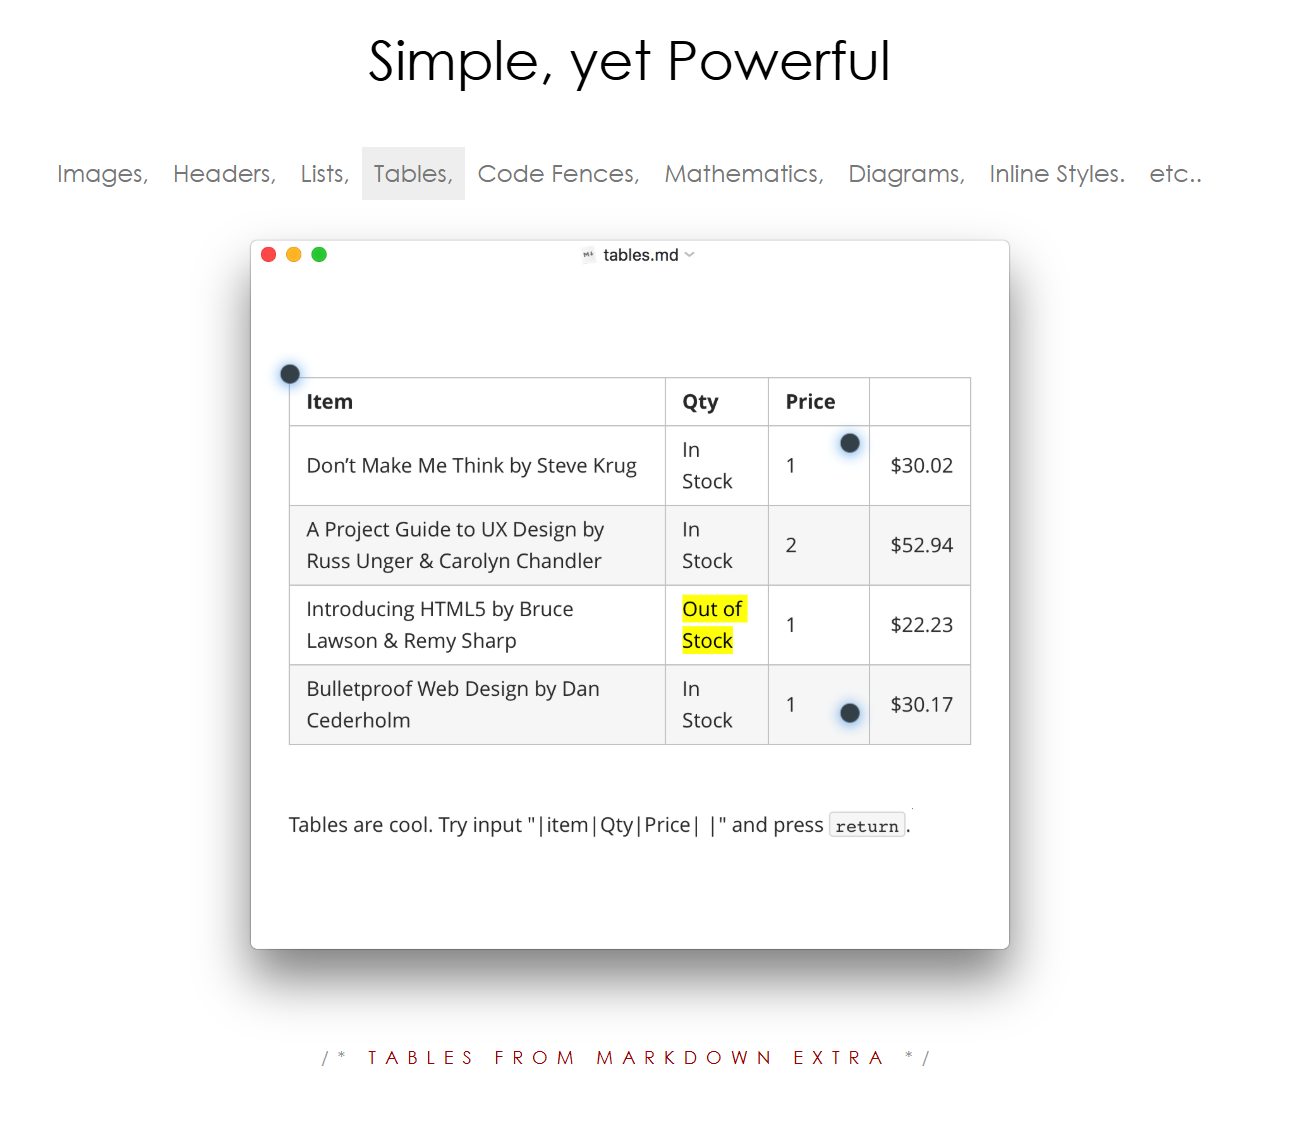 Simple, yet Powerful
Images, Headers, Lists, Tables, Code Fences, Mathematics, Diagrams, Inline Styles. etc..
tables.md
Item Qty Price
Don’t Make Me Think by Steve Krug In Stock 1 $30.02
A Project Guide to UX Design by Russ Unger & Carolyn Chandler In Stock 2 $52.94
Introducing HTML5 by Bruce Lawson & Remy Sharp Out of Stock 1 $22.23
Bulletproof Web Design by Dan Cederholm In Stock 1 $30.17
Tables are cool. Try input "|item|Qty|Price| |" and press return.
/* TABLES FROM MARKDOWN EXTRA */